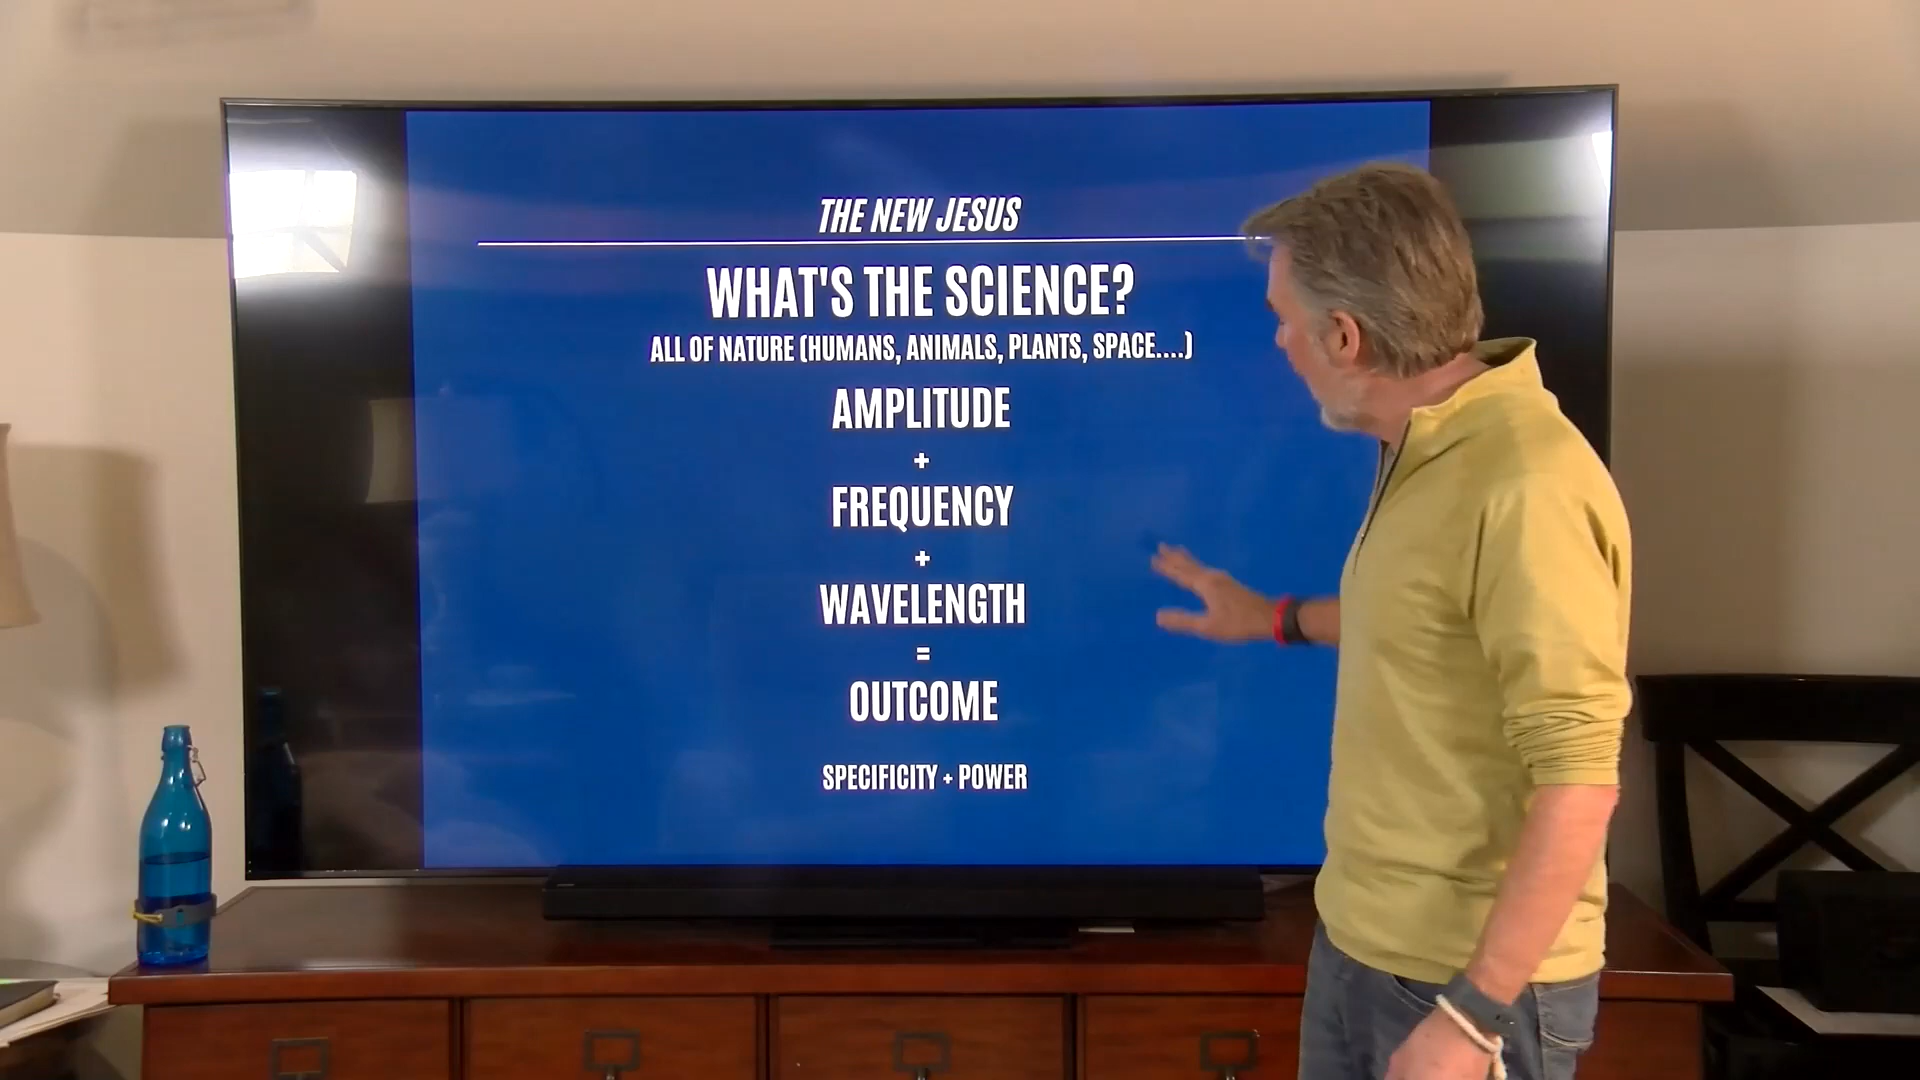 THE NEW JESUS
WHAT'S THE SCIENCE?
ALL OF NATURE (HUMANS, ANIMALS, PLANTS, SPACE....)
AMPLITUDE
+
FREQUENCY
+
WAVELENGTH
=
OUTCOME
SPECIFICITY + POWER